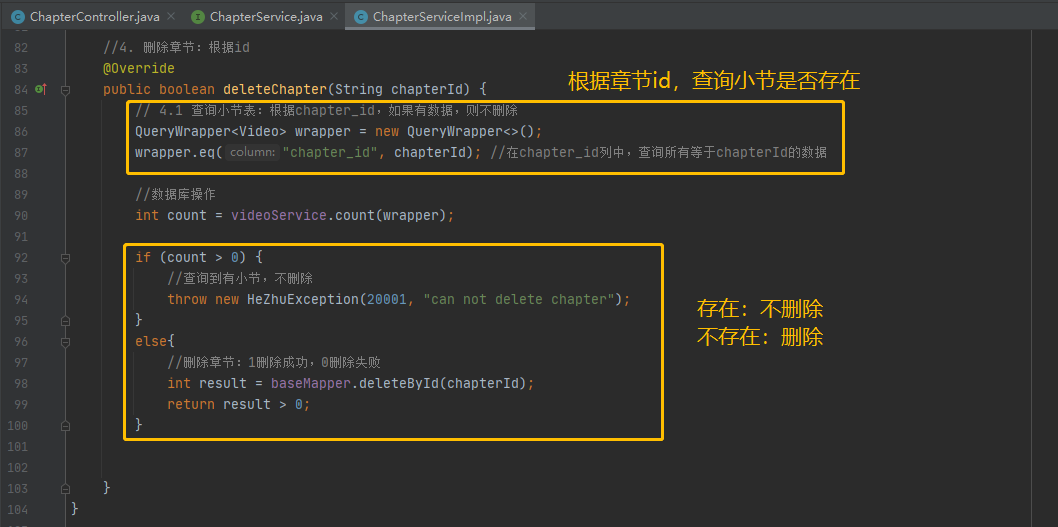 ChapterController.java
ChapterService.java
ChapterServiceImpl.java
82 //4. 删除章节：根据id
83 @Override
84 public boolean deleteChapter(String chapterId) {
根据章节id，查询小节是否存在
85 // 4.1 查询小节表：根据chapter_id，如果有数据，则不删除
86 QueryWrapper<Video> wrapper = new QueryWrapper<>();
87 wrapper.eq( column: "chapter_id", chapterId); //在chapter_id列中，查询所有等于chapterId的数据
88
89 //数据库操作
90 int count = videoService.count(wrapper);
91
92 if (count > 0) {
93 //查询到有小节，不删除
94 throw new HeZhuException(20001, "can not delete chapter");
95 }
96 else{
97 //删除章节：1删除成功，0删除失败
98 int result = baseMapper.deleteById(chapterId);
99 return result > 0;
100 }
存在：不删除
不存在：删除
101
102
103 }
104 }